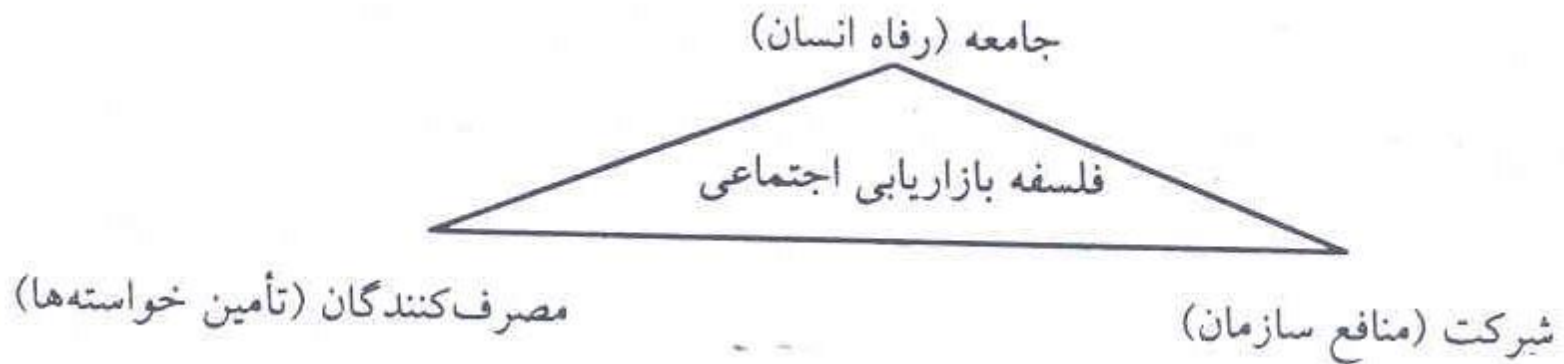 جامعه (رفاه انسان)
فلسفه بازاریابی اجتماعی
شرکت (منافع سازمان)
مصرف‌کنندگان (تأمین خواسته‌ها)